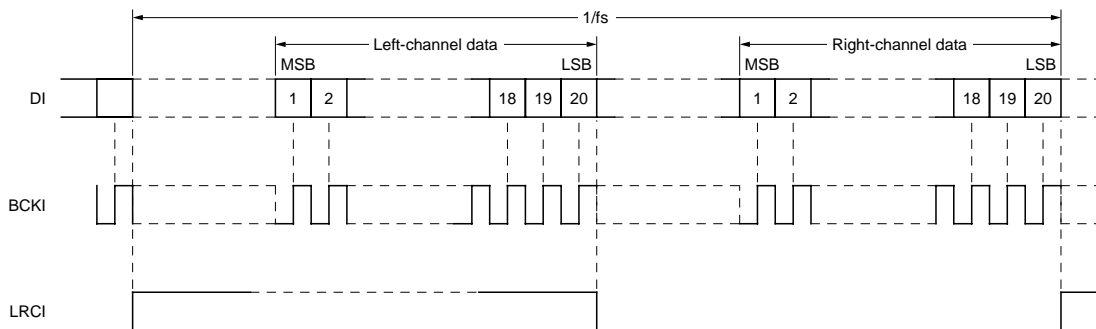 1/fs
Left-channel data
Right-channel data
MSB LSB MSB LSB
DI 1 2 18 19 20 1 2 18 19 20
BCKI
LRCI